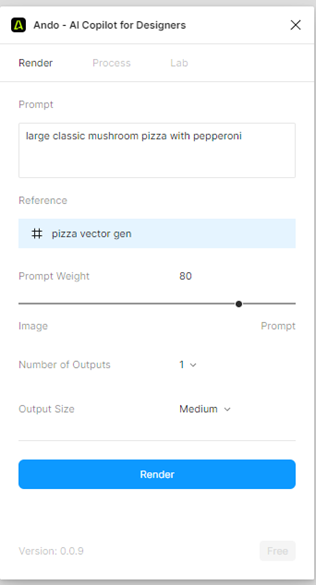 Ando - AI Copilot for Designers
Render Process Lab
Prompt
large classic mushroom pizza with pepperoni
Reference
pizza vector gen
Prompt Weight 80
Image Prompt
Number of Outputs 1
Output Size Medium
Render
Version: 0.0.9 Free